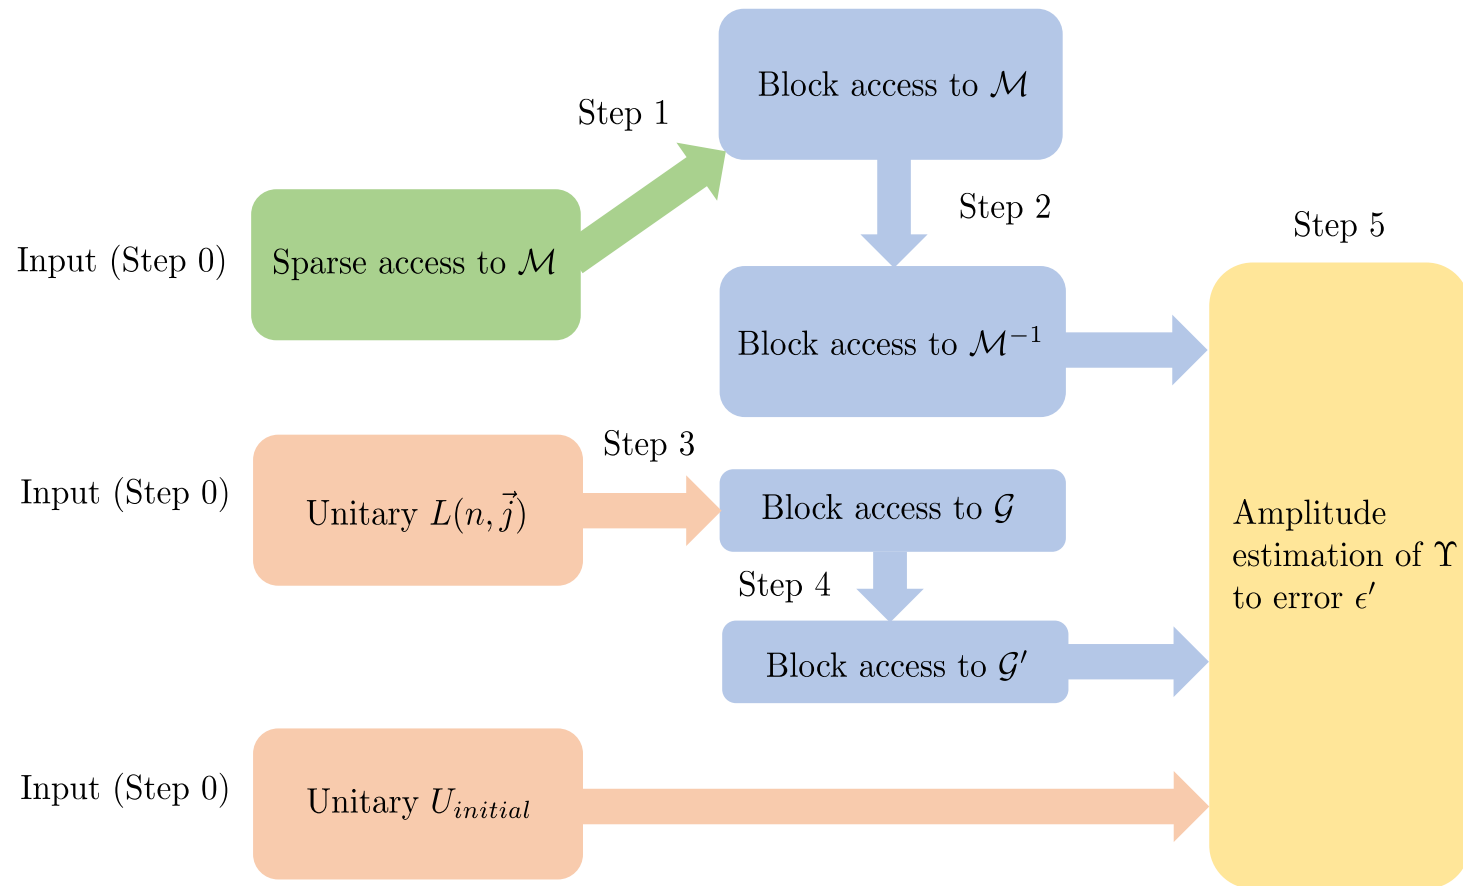 Block access to ℳ
Step 1
Step 2
Step 5
Input (Step 0)
Sparse access to ℳ
Block access to ℳ⁻¹
Step 3
Input (Step 0)
Unitary L(n, j⃗)
Block access to 𝒢
Amplitude
estimation of ϒ
to error ϵ′
Step 4
Block access to 𝒢′
Input (Step 0)
Unitary U_{initial}